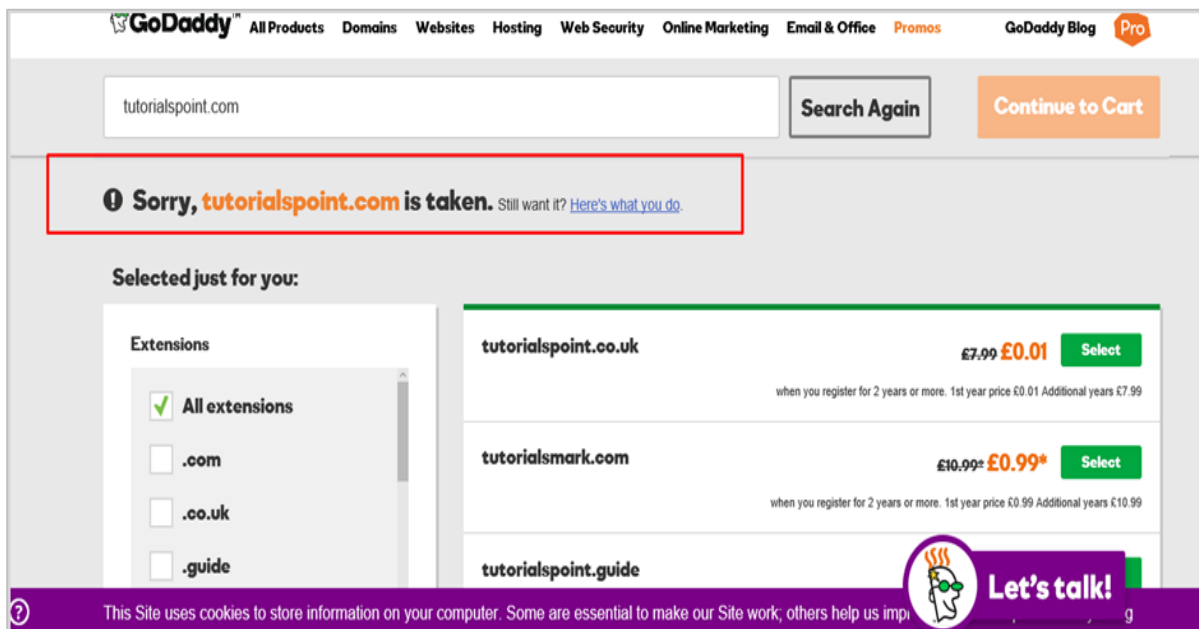 GoDaddy™ All Products Domains Websites Hosting Web Security Online Marketing Email & Office Promos GoDaddy Blog Pro
tutorialspoint.com Search Again Continue to Cart
Sorry, tutorialspoint.com is taken. Still want it? Here's what you do.
Selected just for you:
Extensions
All extensions
.com
.co.uk
.guide
tutorialspoint.co.uk £7.99 £0.01 Select
when you register for 2 years or more. 1st year price £0.01 Additional years £7.99
tutorialsmark.com £10.99* £0.99* Select
when you register for 2 years or more. 1st year price £0.99 Additional years £10.99
tutorialspoint.guide
Let's talk!
This Site uses cookies to store information on your computer. Some are essential to make our Site work; others help us